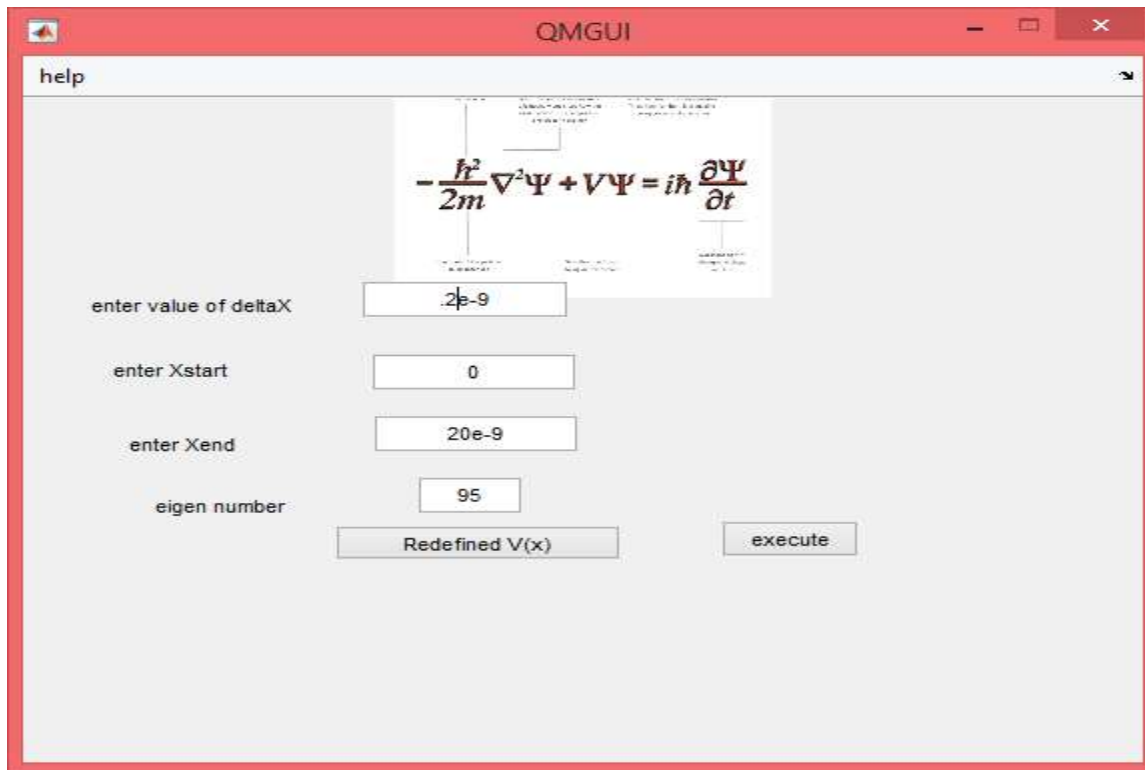 QMGUI
help
-ħ²/2m ∇²Ψ + VΨ = iħ ∂Ψ/∂t
enter value of deltaX .2e-9
enter Xstart 0
enter Xend 20e-9
eigen number 95
Redefined V(x) execute